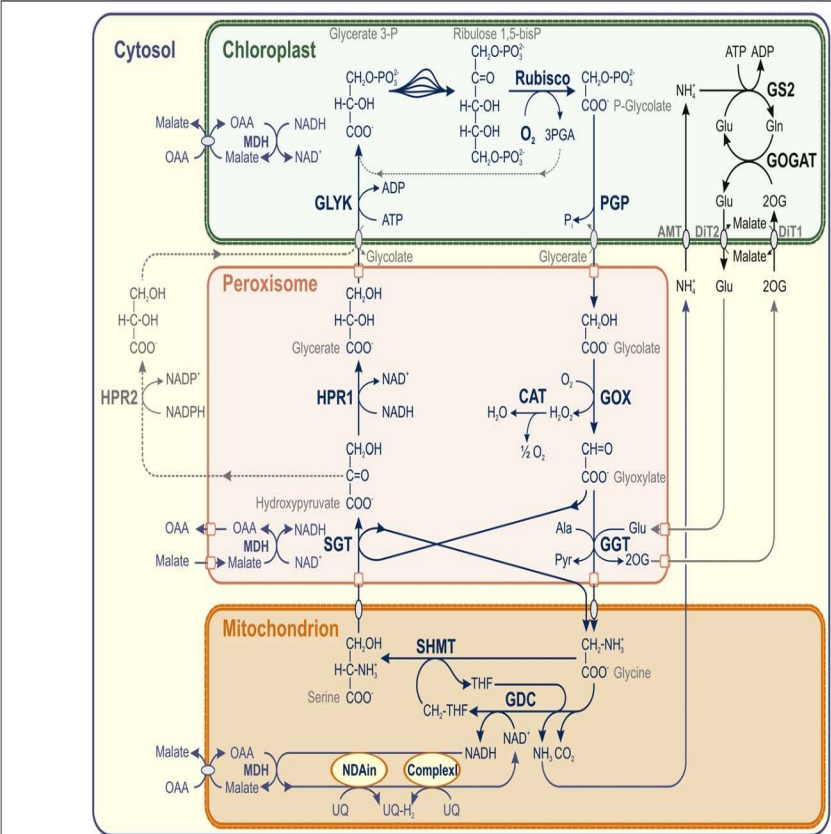 Cytosol
Chloroplast
Glycerate 3-P
Ribulose 1,5-bisP
CH₂O-PO₃²⁻
H-C-OH
COO⁻
CH₂O-PO₃²⁻
C=O
H-C-OH
H-C-OH
CH₂O-PO₃²⁻
Rubisco
O₂
3PGA
CH₂O-PO₃²⁻
COO⁻
P-Glycolate
ATP ADP
NH₄⁺
GS2
Glu
Gln
GOGAT
Glu
2OG
Malate
OAA
OAA
MDH
Malate
NADH
NAD⁺
GLYK
ADP
ATP
PGP
Pᵢ
AMT
DiT2
Malate
DiT1
Malate
Glycolate
Glycerate
NH₄⁺
Glu
2OG
Peroxisome
CH₂OH
H-C-OH
COO⁻
HPR2
NADP⁺
NADPH
CH₂OH
H-C-OH
Glycerate COO⁻
HPR1
NAD⁺
NADH
CH₂OH
C=O
Hydroxypyruvate
COO⁻
CH₂OH
COO⁻ Glycolate
O₂
GOX
CAT
H₂O
H₂O₂
½ O₂
CH=O
COO⁻ Glyoxylate
OAA
OAA
NADH
MDH
Malate
Malate
NAD⁺
SGT
Ala
Glu
GGT
Pyr
2OG
Mitochondrion
CH₂OH
H-C-NH₃⁺
Serine COO⁻
SHMT
CH₂-NH₃⁺
COO⁻ Glycine
THF
GDC
CH₂-THF
NAD⁺
NADH
NH₃ CO₂
Malate
OAA
OAA
MDH
Malate
NDAin
ComplexI
UQ
UQ-H₂
UQ